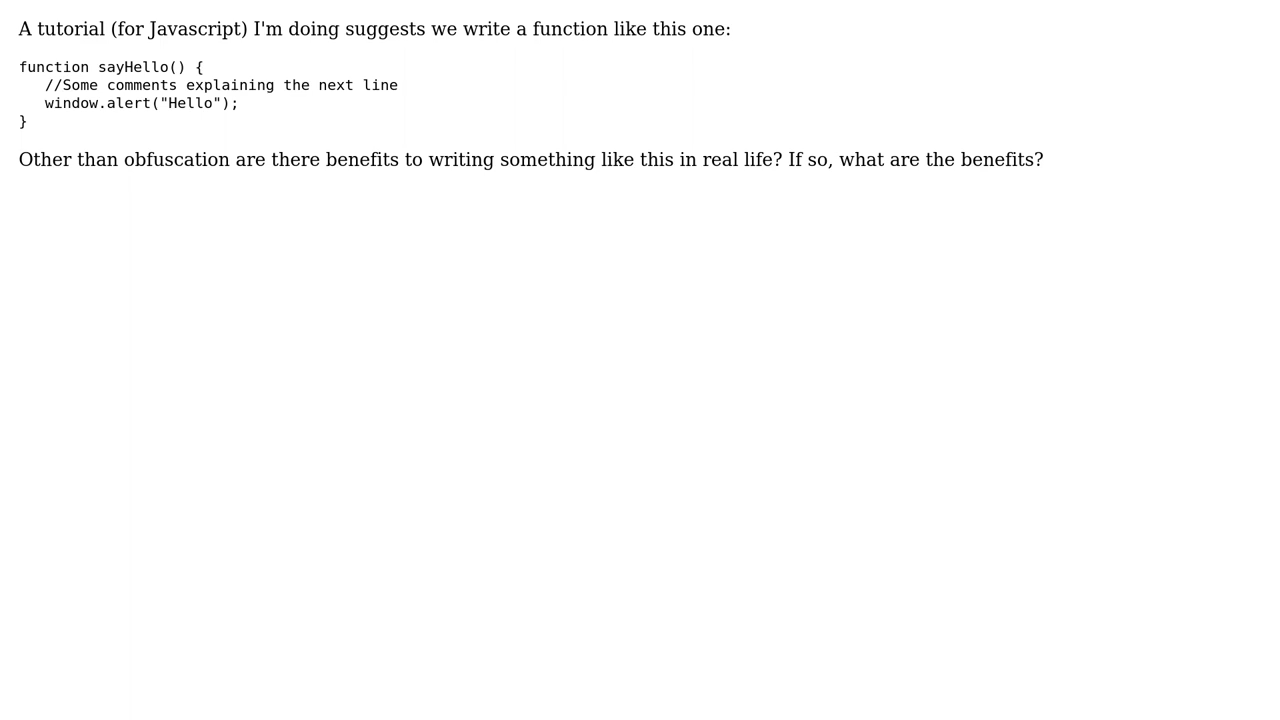 A tutorial (for Javascript) I'm doing suggests we write a function like this one:
function sayHello() {
   //Some comments explaining the next line
   window.alert("Hello");
}
Other than obfuscation are there benefits to writing something like this in real life? If so, what are the benefits?